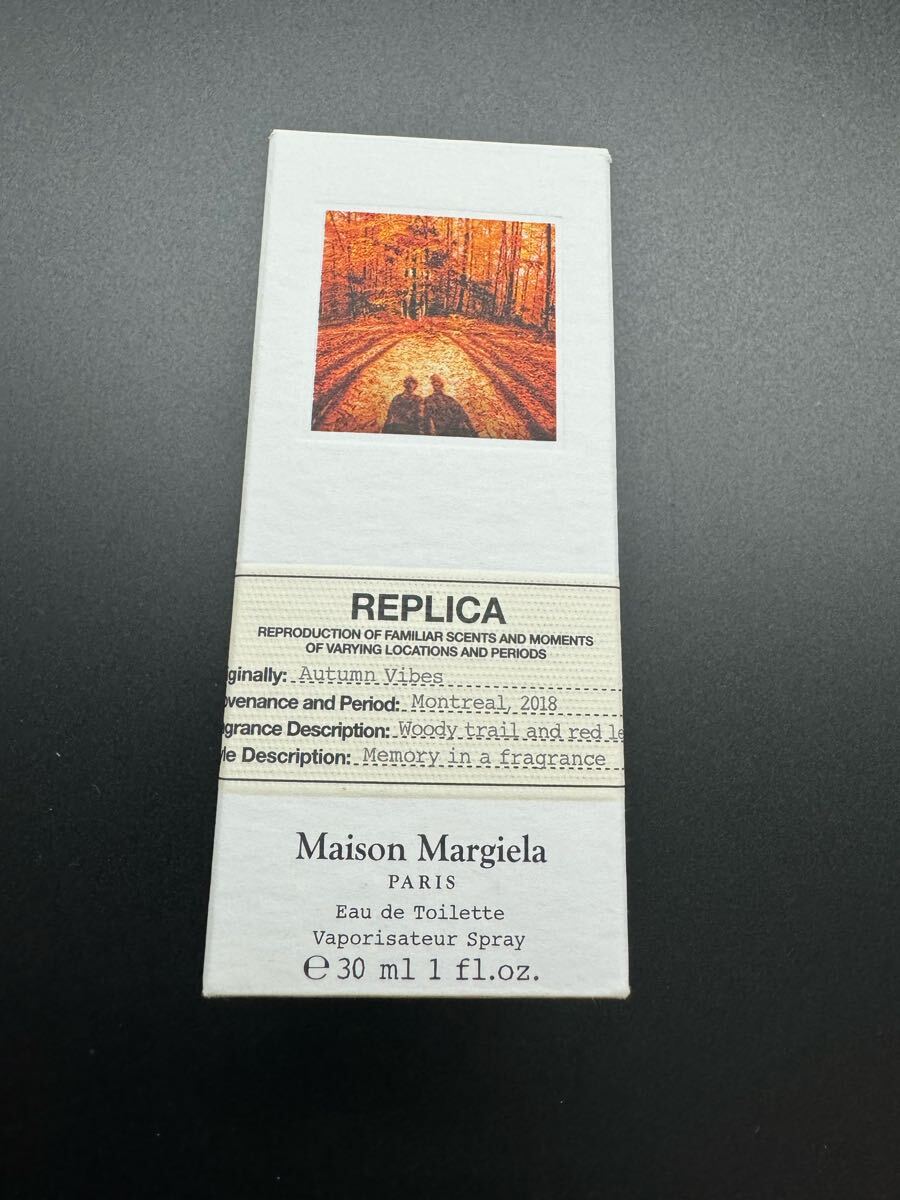 REPLICA
REPRODUCTION OF FAMILIAR SCENTS AND MOMENTS
OF VARYING LOCATIONS AND PERIODS
ginally: Autumn Vibes
venance and Period: Montreal, 2018
grance Description: Woody trail and red le
le Description: Memory in a fragrance
Maison Margiela
PARIS
Eau de Toilette
Vaporisateur Spray
℮ 30 ml 1 fl.oz.